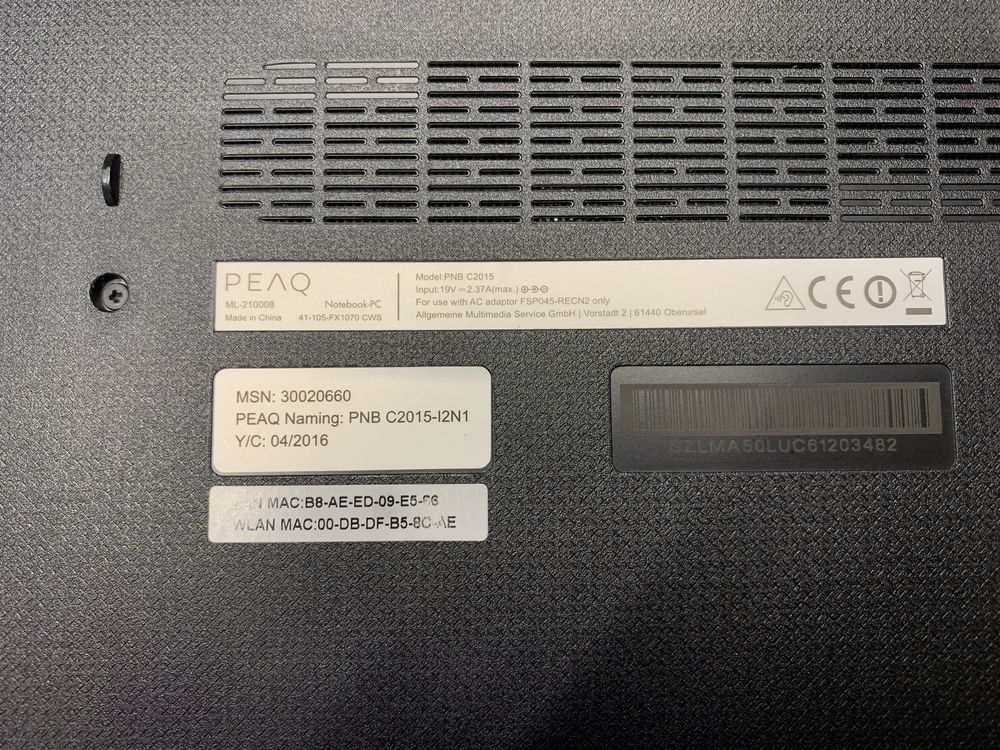 PEAQ
ML-210008 Notebook-PC
Made in China 41-105-FX1070 CWS
Model:PNB C2015
Input:19V ⎓ 2.37A(max.)
For use with AC adaptor FSP045-RECN2 only
Allgemeine Multimedia Service GmbH | Vorstadt 2 | 61440 Oberursel
CE
MSN: 30020660
PEAQ Naming: PNB C2015-I2N1
Y/C: 04/2016
MAC:B8-AE-ED-09-E5-96
WLAN MAC:00-DB-DF-B5-8C-AE
SZLMA50LUC61203482